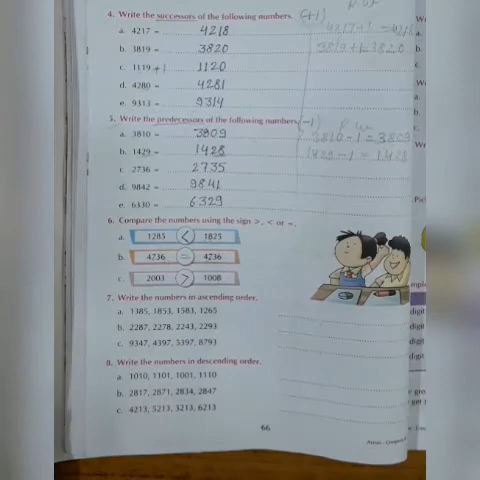 4. Write the successors of the following numbers. (+1)
a. 4217 = 4218
b. 3819 = 3820
3819+1=3820
c. 1119 +1 1120
d. 4280 = 4281
e. 9313 = 9314
5. Write the predecessors of the following numbers. (-1)
a. 3810 = 3809
3810-1=3809
b. 1429 = 1428
1429-1=1428
c. 2736 = 2735
d. 9842 = 9841
e. 6330 = 6329
6. Compare the numbers using the sign >, < or =.
a. 1285 < 1825
b. 4736 = 4736
c. 2003 > 1008
7. Write the numbers in ascending order.
a. 1385, 1853, 1583, 1265
b. 2287, 2278, 2243, 2293
c. 9347, 4397, 5397, 8793
8. Write the numbers in descending order.
a. 1010, 1101, 1001, 1110
b. 2817, 2871, 2834, 2847
c. 4213, 5213, 3213, 6213
66